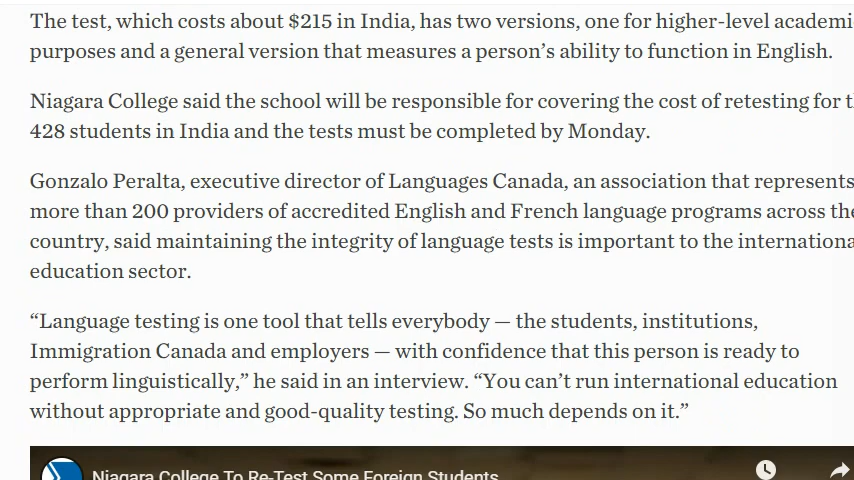 The test, which costs about $215 in India, has two versions, one for higher-level academi
purposes and a general version that measures a person’s ability to function in English.
Niagara College said the school will be responsible for covering the cost of retesting for t
428 students in India and the tests must be completed by Monday.
Gonzalo Peralta, executive director of Languages Canada, an association that represents
more than 200 providers of accredited English and French language programs across the
country, said maintaining the integrity of language tests is important to the internationa
education sector.
“Language testing is one tool that tells everybody — the students, institutions,
Immigration Canada and employers — with confidence that this person is ready to
perform linguistically,” he said in an interview. “You can’t run international education
without appropriate and good-quality testing. So much depends on it.”
Niagara College To Re-Test Some Foreign Students